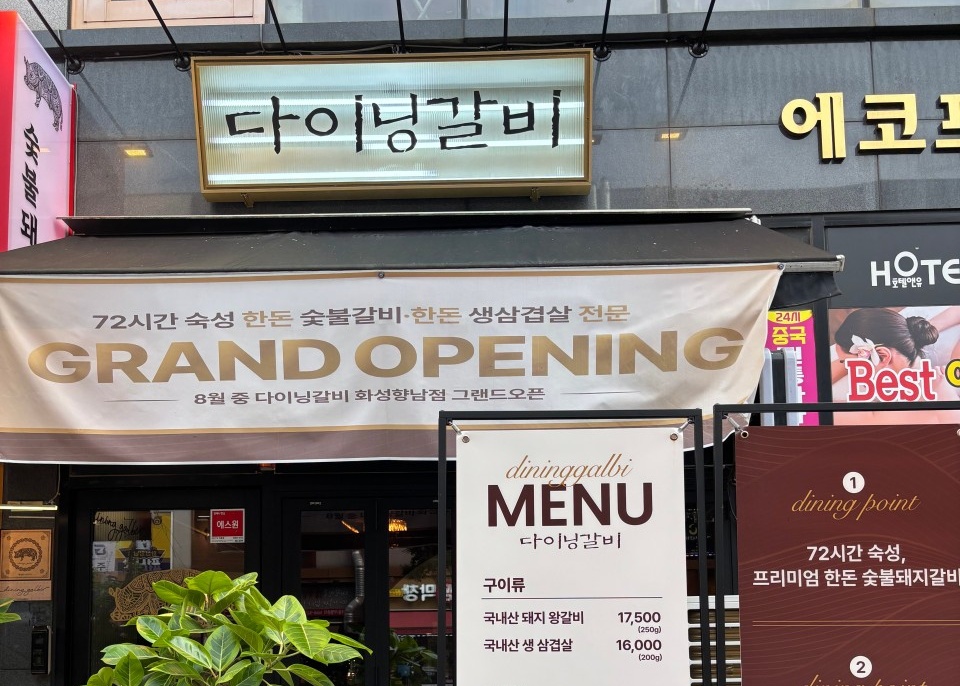 다이닝갈비
숯불돼
에코
HOTE
호텔앤유
72시간 숙성 한돈 숯불갈비·한돈 생삼겹살 전문
GRAND OPENING
8월 중 다이닝갈비 화성향남점 그랜드오픈
24시
중국
Best
dininggalbi
MENU
다이닝갈비
구이류
국내산 돼지 왕갈비 17,500
(250g)
국내산 생 삼겹살 16,000
(200g)
1
dining point
72시간 숙성,
프리미엄 한돈 숯불돼지갈비
2
dining point
에스원